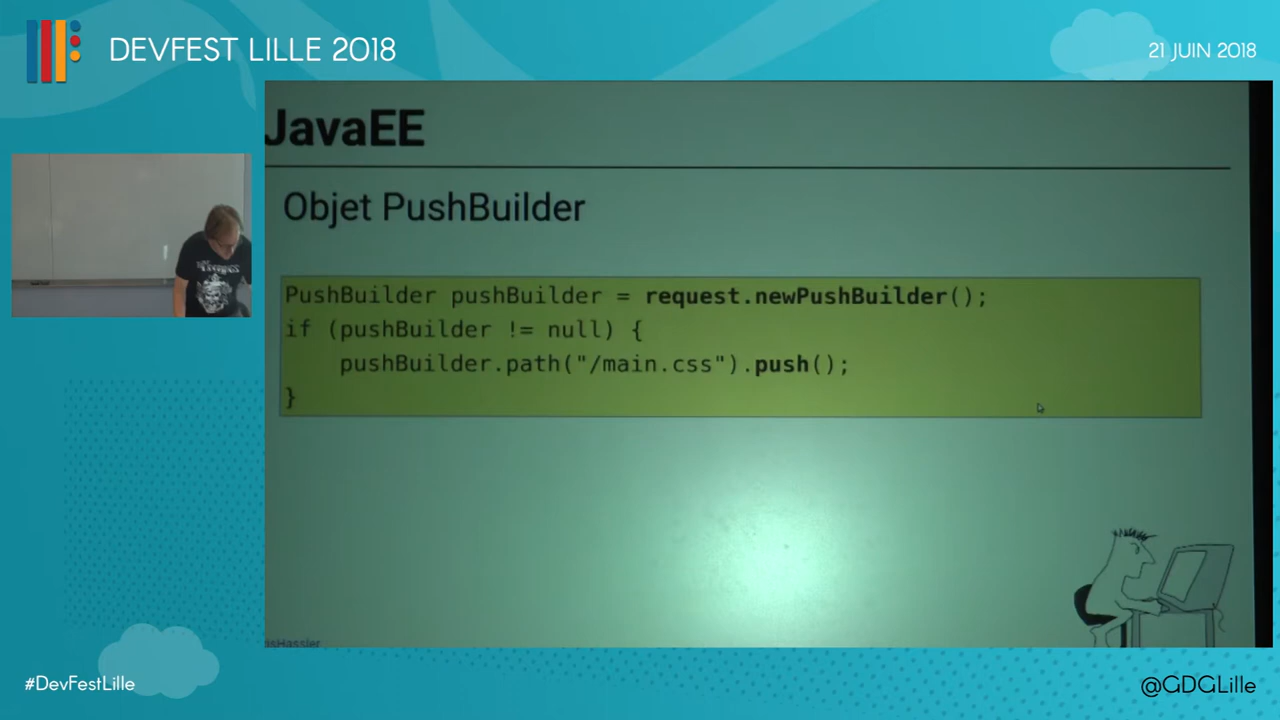 DEVFEST LILLE 2018
21 JUIN 2018
JavaEE
Objet PushBuilder
PushBuilder pushBuilder = request.newPushBuilder();
if (pushBuilder != null) {
    pushBuilder.path("/main.css").push();
}
isHassler
#DevFestLille
@GDGLille